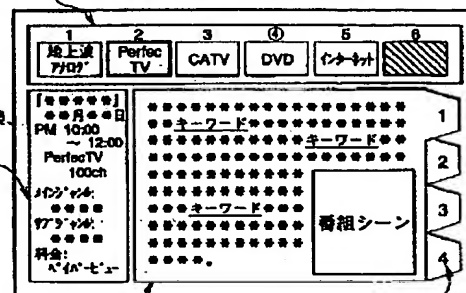 1 2 3 4 5 6
地上波 Perfec CATV DVD インターネット
アナログ TV
『*****』
**月**日
PM 10:00
～ 12:00
PerfecTV
100ch
メインジャンル:
****
サブジャンル:
****
料金:
ペイパービュー
******************
**キーワード*********
***********キーワード**
******************
***********
***********
***キーワード***
***********
***********
****。
番組シーン
1
2
3
4